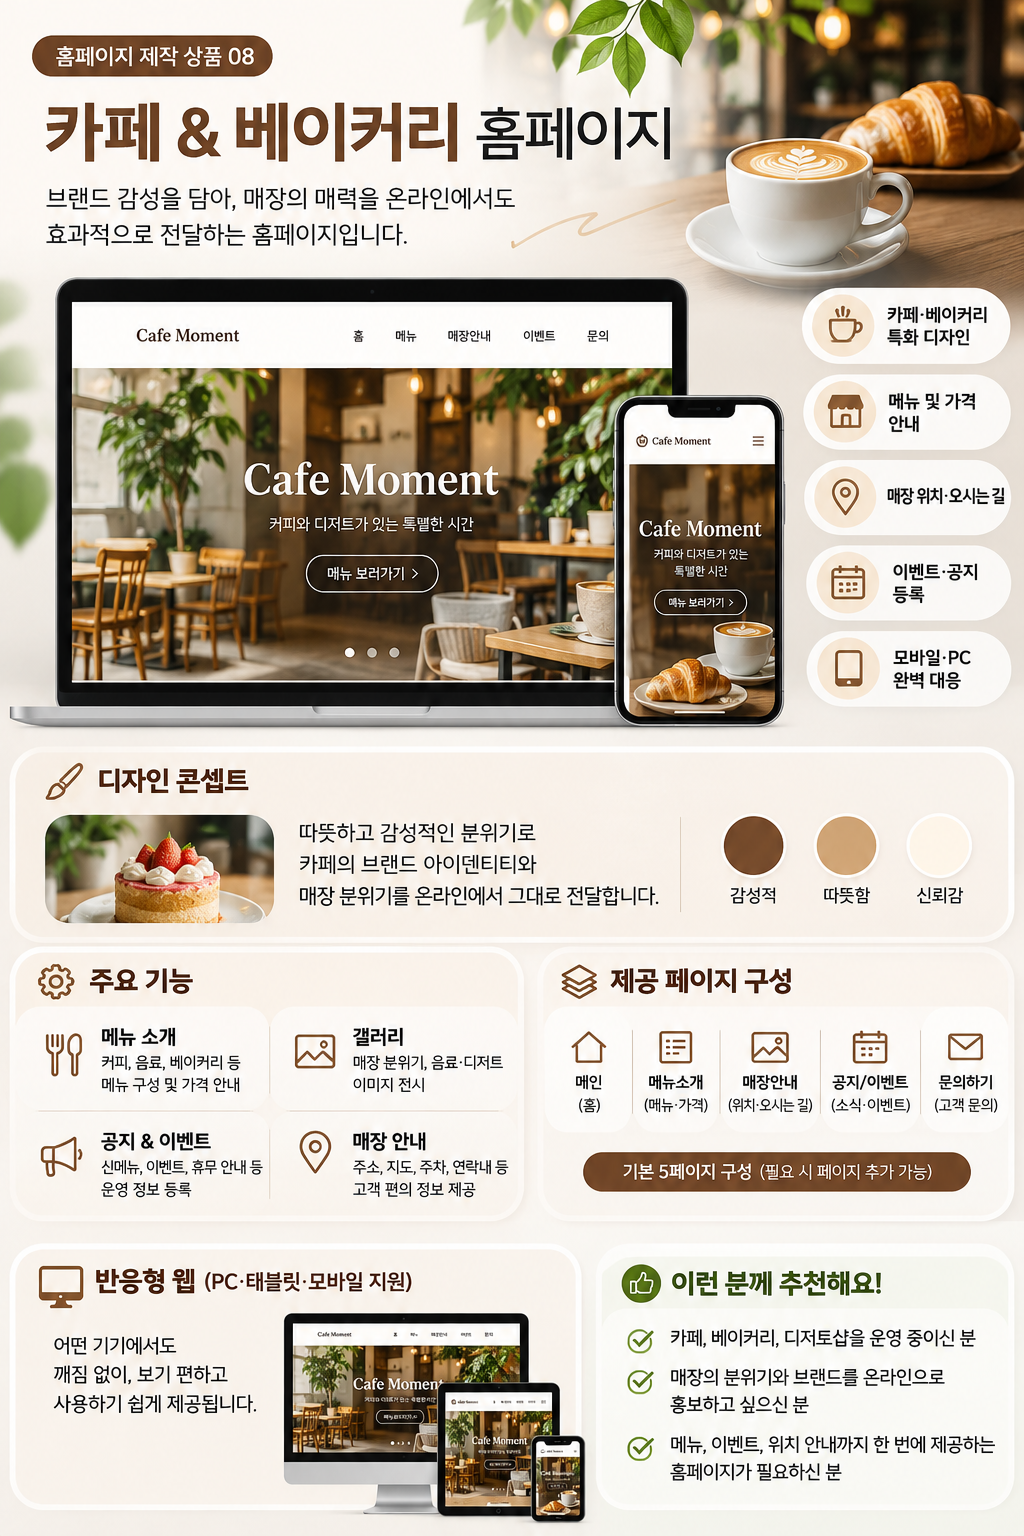 홈페이지 제작 상품 08
카페 & 베이커리 홈페이지
브랜드 감성을 담아, 매장의 매력을 온라인에서도
효과적으로 전달하는 홈페이지입니다.
Cafe Moment
홈
메뉴
매장안내
이벤트
문의
Cafe Moment
커피와 디저트가 있는 특별한 시간
메뉴 보러가기 >
Cafe Moment
Cafe Moment
커피와 디저트가 있는
특별한 시간
메뉴 보러가기 >
카페·베이커리
특화 디자인
메뉴 및 가격
안내
매장 위치·오시는 길
이벤트·공지
등록
모바일·PC
완벽 대응
디자인 콘셉트
따뜻하고 감성적인 분위기로
카페의 브랜드 아이덴티티와
매장 분위기를 온라인에서 그대로 전달합니다.
감성적
따뜻함
신뢰감
주요 기능
메뉴 소개
커피, 음료, 베이커리 등
메뉴 구성 및 가격 안내
갤러리
매장 분위기, 음료·디저트
이미지 전시
공지 & 이벤트
신메뉴, 이벤트, 휴무 안내 등
운영 정보 등록
매장 안내
주소, 지도, 주차, 연락내 등
고객 편의 정보 제공
제공 페이지 구성
메인
(홈)
메뉴소개
(메뉴·가격)
매장안내
(위치·오시는 길)
공지/이벤트
(소식·이벤트)
문의하기
(고객 문의)
기본 5페이지 구성 (필요 시 페이지 추가 가능)
반응형 웹 (PC·태블릿·모바일 지원)
어떤 기기에서도
깨짐 없이, 보기 편하고
사용하기 쉽게 제공됩니다.
Cafe Moment
Cafe Moment
Cafe Moment
이런 분께 추천해요!
카페, 베이커리, 디저토샵을 운영 중이신 분
매장의 분위기와 브랜드를 온라인으로
홍보하고 싶으신 분
메뉴, 이벤트, 위치 안내까지 한 번에 제공하는
홈페이지가 필요하신 분